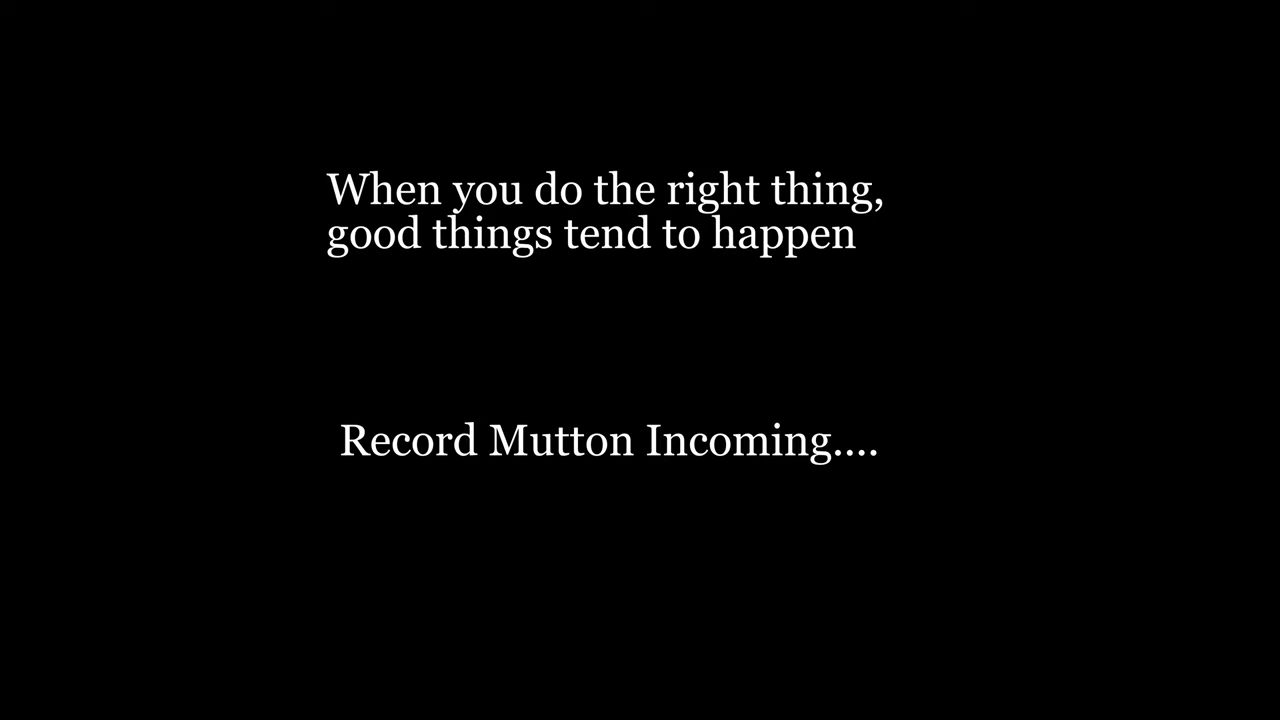 When you do the right thing,
good things tend to happen
Record Mutton Incoming....